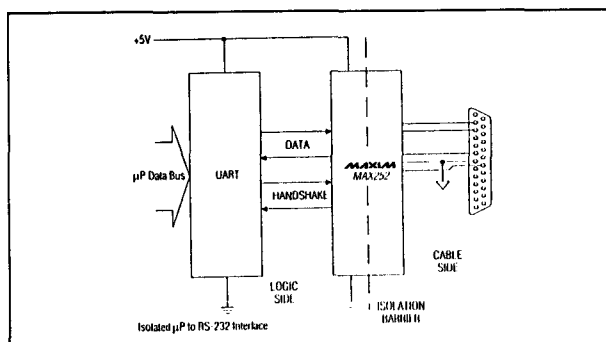 +5V
µP Data Bus
UART
DATA
HANDSHAKE
MAXIM
MAX252
LOGIC
SIDE
CABLE
SIDE
ISOLATION
BARRIER
Isolated µP to RS-232 Interface